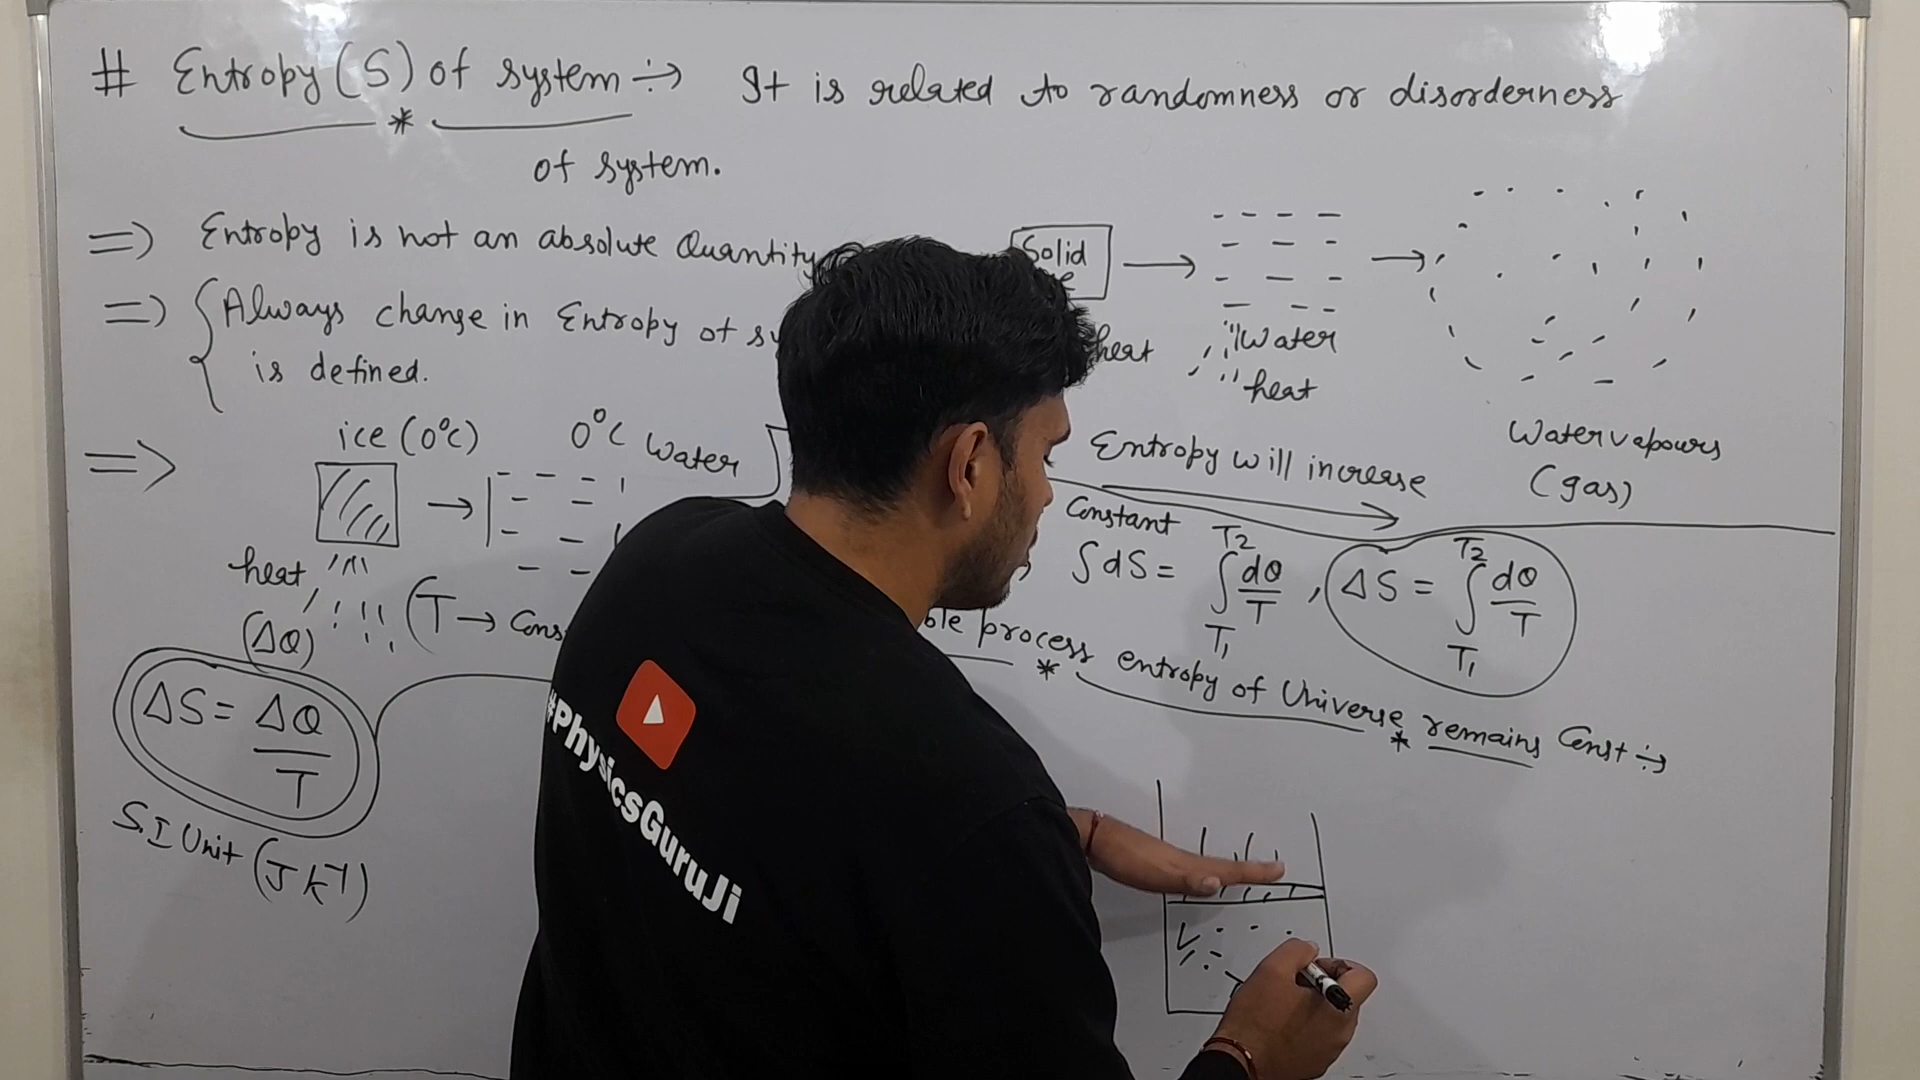 # Entropy (S) of system ÷> It is related to randomness or disorderness
of system.
=> Entropy is not an absolute Quantity
=> Always change in Entropy of
is defined.
Solid
heat
Water
heat
Water vapours
(gas)
Entropy will increase
=> ice (0°C) 0°C Water
heat
(ΔQ)
(T → Cons
ΔS = ΔQ/T
S.I Unit (J K⁻¹)
Constant
∫dS = ∫ T₂ T₁ dQ/T , ΔS = ∫ T₂ T₁ dQ/T
process entropy of Universe remains Const ÷>
#PhysicsGuruJi